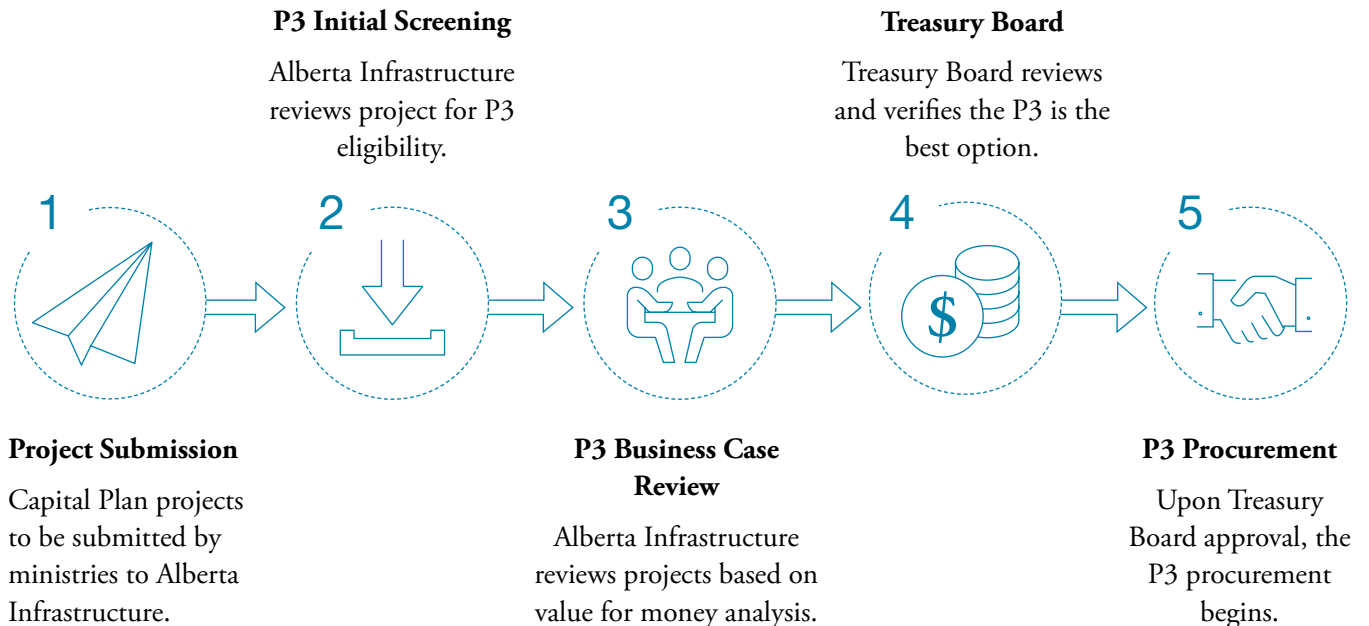 P3 Initial Screening
Alberta Infrastructure
reviews project for P3
eligibility.
Treasury Board
Treasury Board reviews
and verifies the P3 is the
best option.
1
2
3
4
5
$
Project Submission
Capital Plan projects
to be submitted by
ministries to Alberta
Infrastructure.
P3 Business Case
Review
Alberta Infrastructure
reviews projects based on
value for money analysis.
P3 Procurement
Upon Treasury
Board approval, the
P3 procurement
begins.